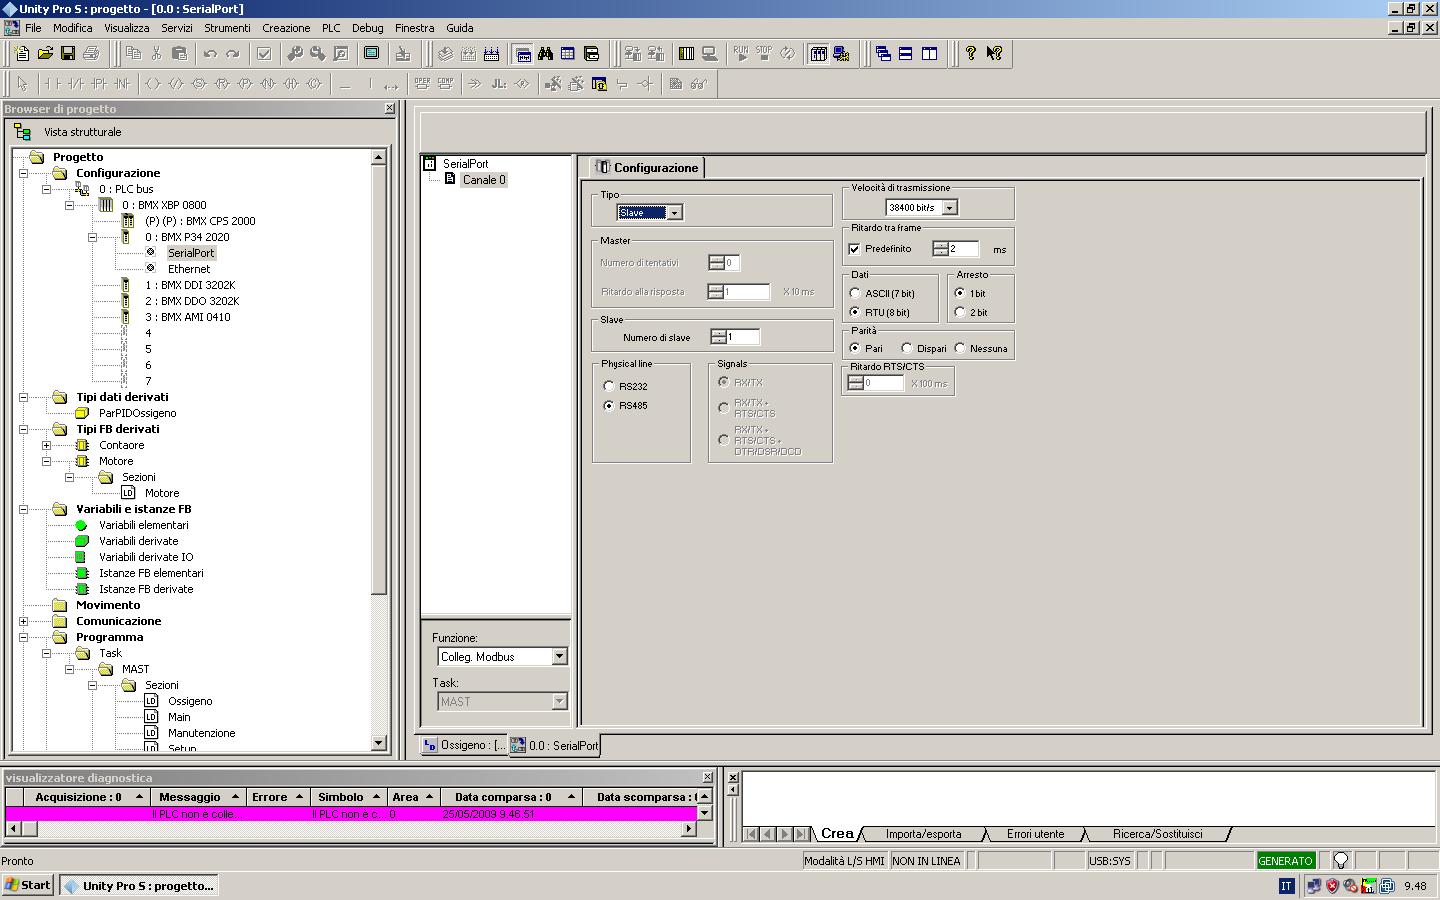 Unity Pro S : progetto - [0.0 : SerialPort]
File Modifica Visualizza Servizi Strumenti Creazione PLC Debug Finestra Guida
RUN STOP
OPER COMP
Browser di progetto
Vista strutturale
Progetto
Configurazione
0 : PLC bus
0 : BMX XBP 0800
(P) (P) : BMX CPS 2000
0 : BMX P34 2020
SerialPort
Ethernet
1 : BMX DDI 3202K
2 : BMX DDO 3202K
3 : BMX AMI 0410
4
5
6
7
Tipi dati derivati
ParPIDOssigeno
Tipi FB derivati
Contaore
Motore
Sezioni
LD Motore
Variabili e istanze FB
Variabili elementari
Variabili derivate
Variabili derivate IO
Istanze FB elementari
Istanze FB derivate
Movimento
Comunicazione
Programma
Task
MAST
Sezioni
LD Ossigeno
LD Main
LD Manutenzione
LD Setup
SerialPort
Canale 0
Funzione:
Colleg. Modbus
Task:
MAST
Configurazione
Tipo
Slave
Master
Numero di tentativi 0
Ritardo alla risposta 1 X 10 ms
Slave
Numero di slave 1
Physical line
RS232
RS485
Signals
RX/TX
RX/TX +
RTS/CTS
RX/TX +
RTS/CTS +
DTR/DSR/DCD
Velocità di trasmissione
38400 bit/s
Ritardo tra frame
Predefinito 2 ms
Dati
ASCII (7 bit)
RTU (8 bit)
Arresto
1 bit
2 bit
Parità
Pari Dispari Nessuna
Ritardo RTS/CTS
0 X 100 ms
Ossigeno : [... 0.0 : SerialPort
visualizzatore diagnostica
Acquisizione : 0 Messaggio Errore Simbolo Area Data comparsa : 0 Data scomparsa : 
Il PLC non è colle... Il PLC non è c... 0 25/05/2009 9.46.51
Crea Importa/esporta Errori utente Ricerca/Sostituisci
Pronto Modalità L/S HMI NON IN LINEA USB:SYS GENERATO
Start Unity Pro S : progetto... IT 9.48